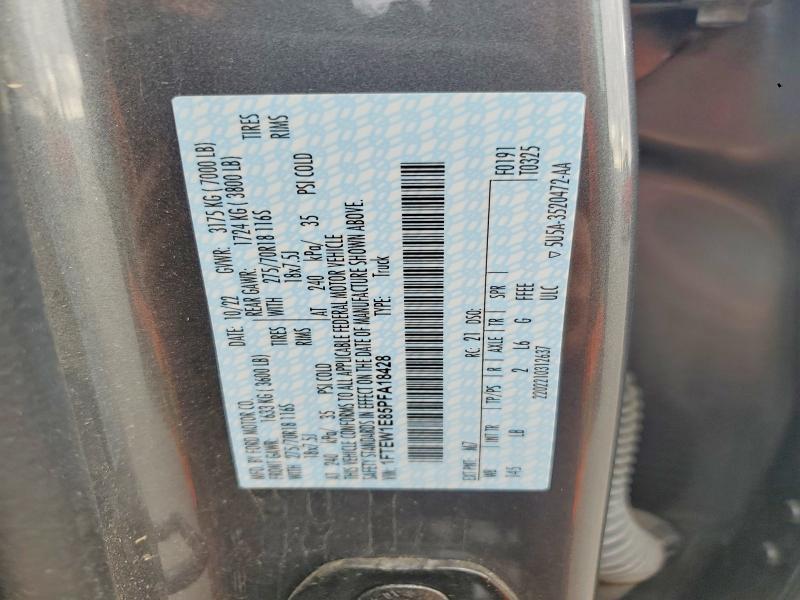 MFD. BY FORD MOTOR CO. DATE: 10/22 GVWR: 3175 KG ( 7000 LB)
FRONT GAWR: 1633 KG ( 3600 LB) REAR GAWR: 1724 KG ( 3800 LB)
275/70R18 116S TIRES WITH 275/70R18 116S TIRES
18x7.5J RIMS 18x7.5J RIMS
AT 240 kPa/ 35 PSI COLD AT 240 kPa/ 35 PSI COLD
THIS VEHICLE CONFORMS TO ALL APPLICABLE FEDERAL MOTOR VEHICLE
SAFETY STANDARDS IN EFFECT ON THE DATE OF MANUFACTURE SHOWN ABOVE.
VIN: 1FTEW1E85PFA18428 TYPE: Truck
F0191
T0325
EXT PNT: M7 RC: 21 DSO:
WB INT TR TP/PS R AXLE TR SPR
145 LB 2 L6 G FFEE
2202210312637 ULC
▽ 5U5A-3520472-AA